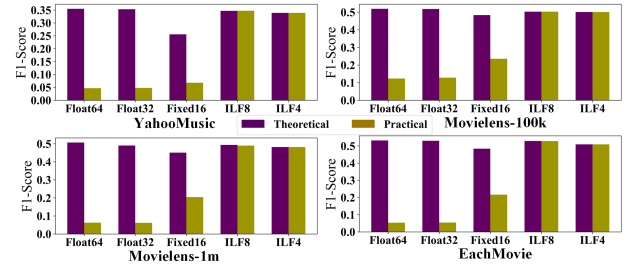 F1-Score
0.35
0.30
0.25
0.20
0.15
0.10
0.05
0.00
Float64 Float32 Fixed16 ILF8 ILF4
YahooMusic
F1-Score
0.5
0.4
0.3
0.2
0.1
0.0
Float64 Float32 Fixed16 ILF8 ILF4
Movielens-100k
Theoretical Practical
F1-Score
0.5
0.4
0.3
0.2
0.1
0.0
Float64 Float32 Fixed16 ILF8 ILF4
Movielens-1m
F1-Score
0.5
0.4
0.3
0.2
0.1
0.0
Float64 Float32 Fixed16 ILF8 ILF4
EachMovie